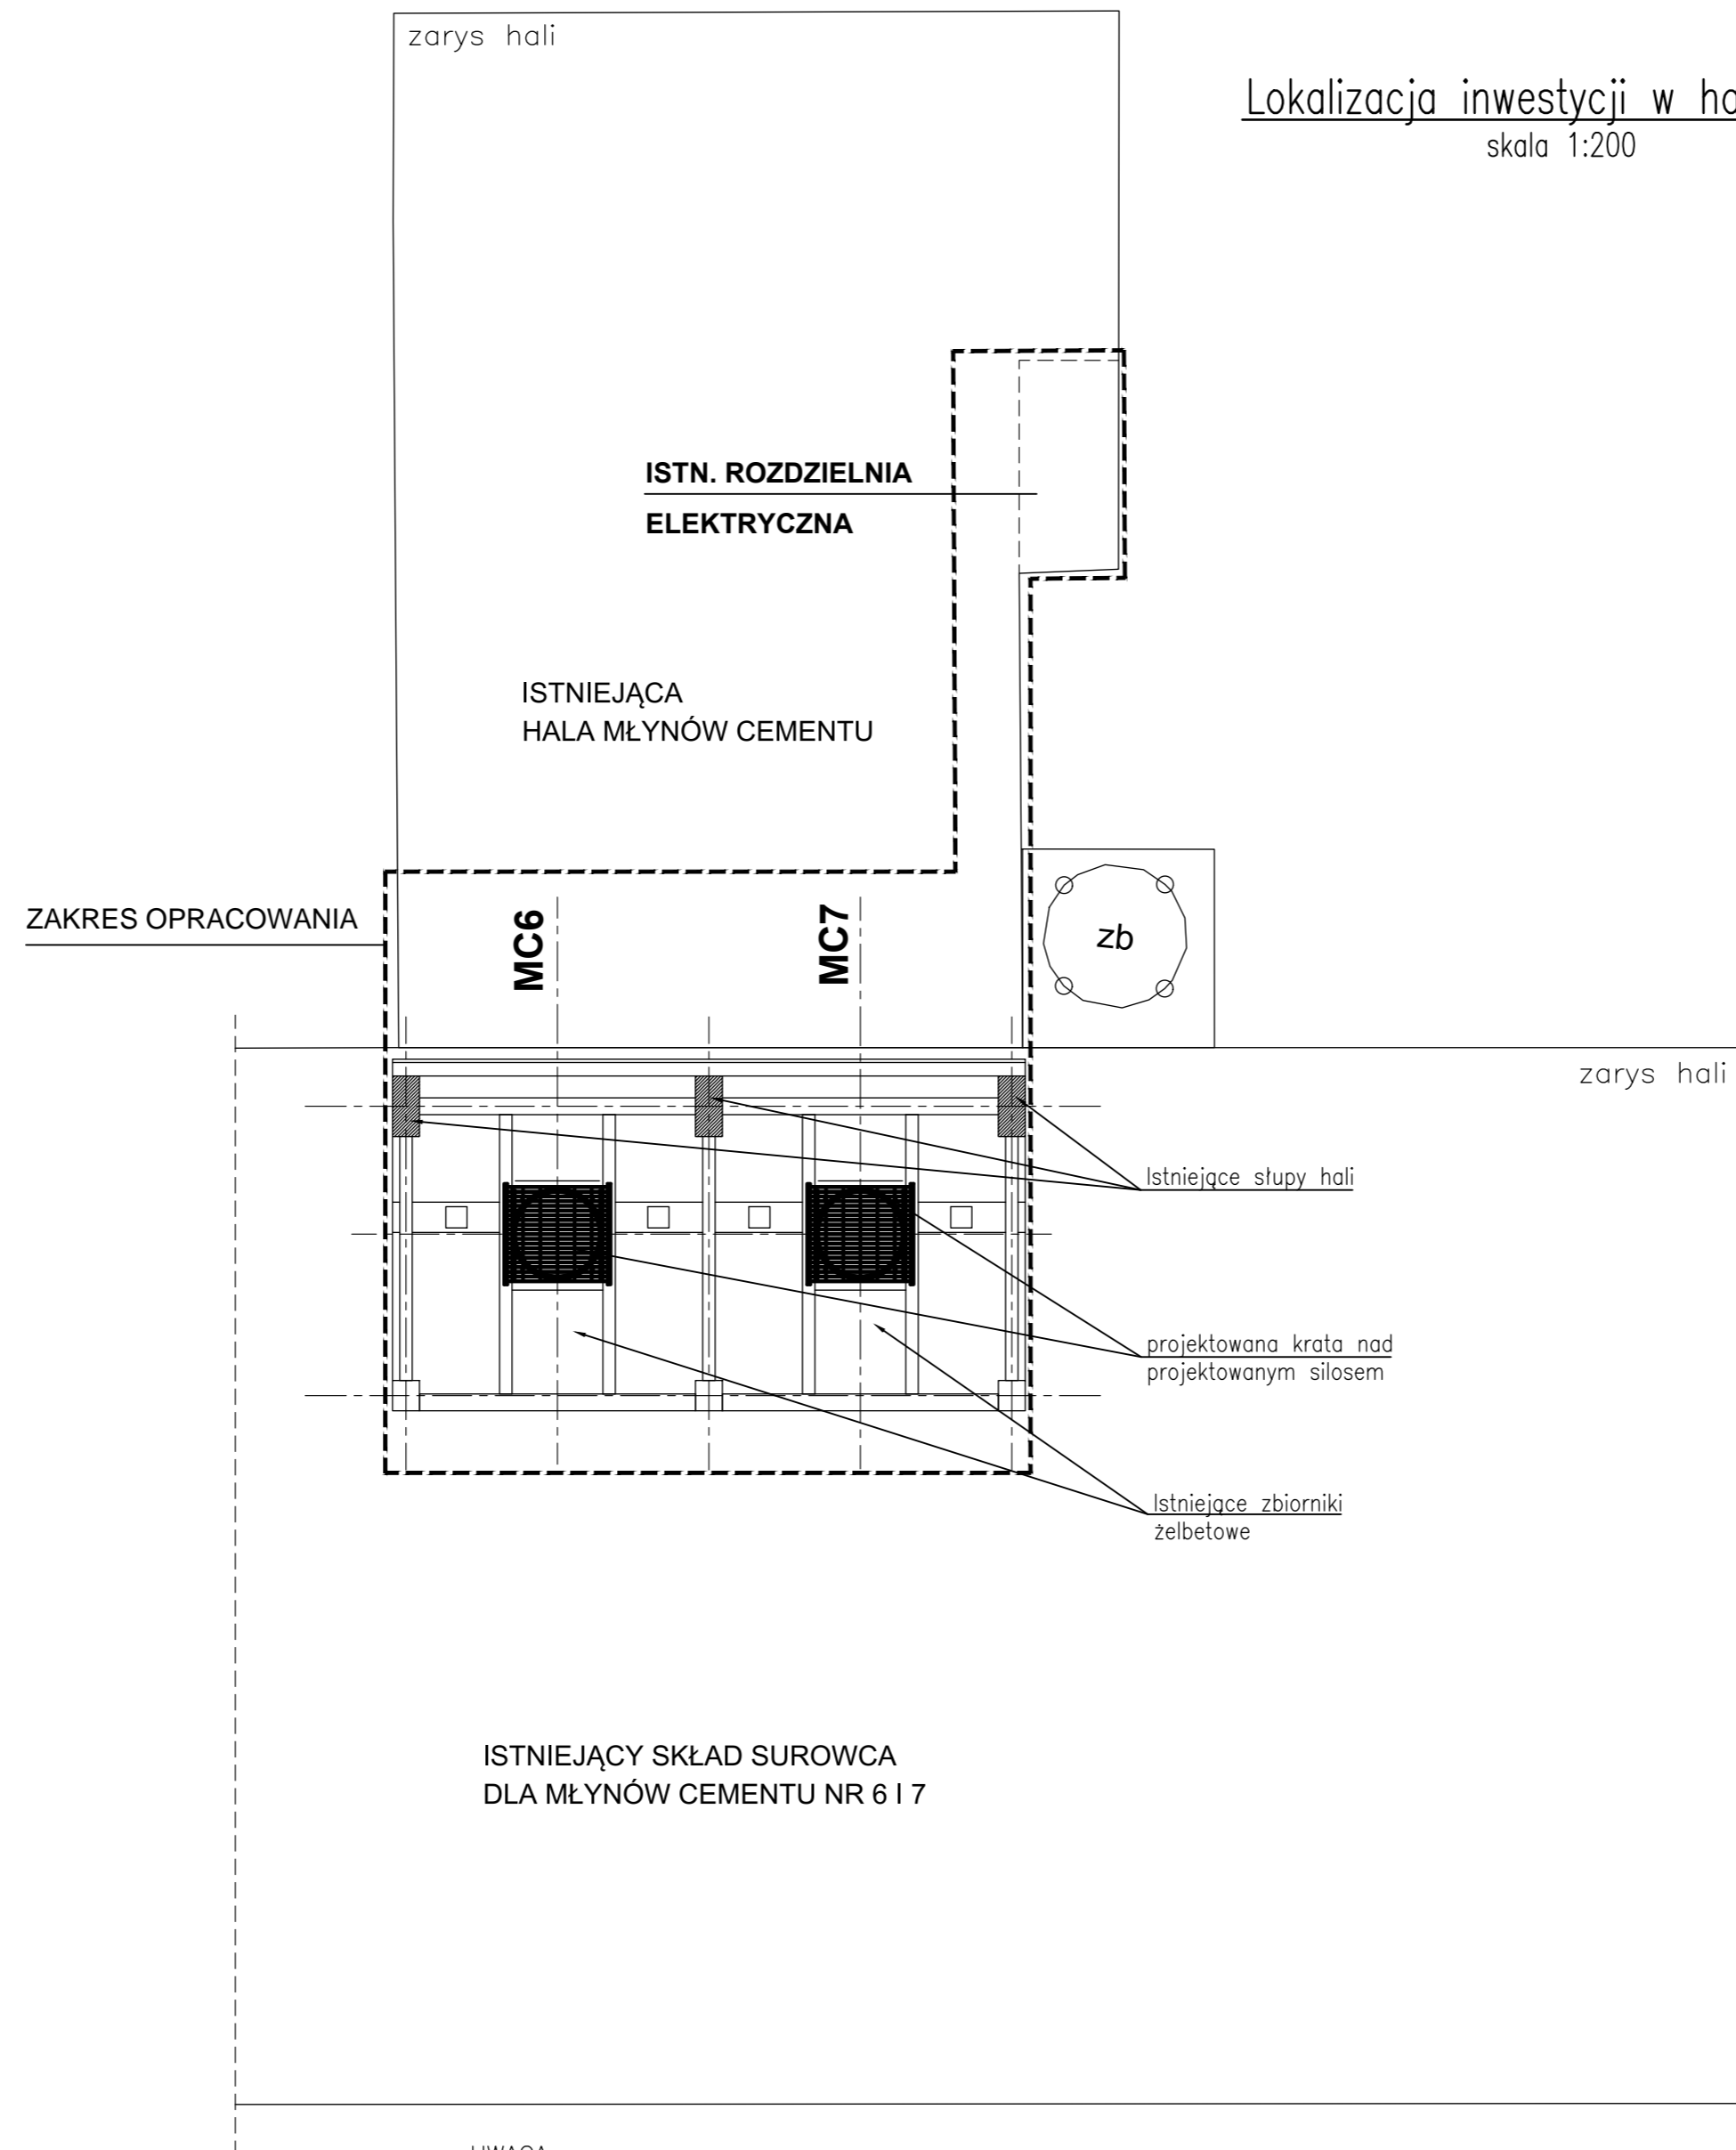 zarys hali
Lokalizacja inwestycji w
skala 1:200
ISTN. ROZDZIELNIA
ELEKTRYCZNA
ISTNIEJĄCA
HALA MŁYNÓW CEMENTU
ZAKRES OPRACOWANIA
MC6
MC7
zb
zarys hali
Istniejące słupy hali
projektowana krata nad
projektowanym silosem
Istniejące zbiorniki
żelbetowe
ISTNIEJĄCY SKŁAD SUROWCA
DLA MŁYNÓW CEMENTU NR 6 I 7